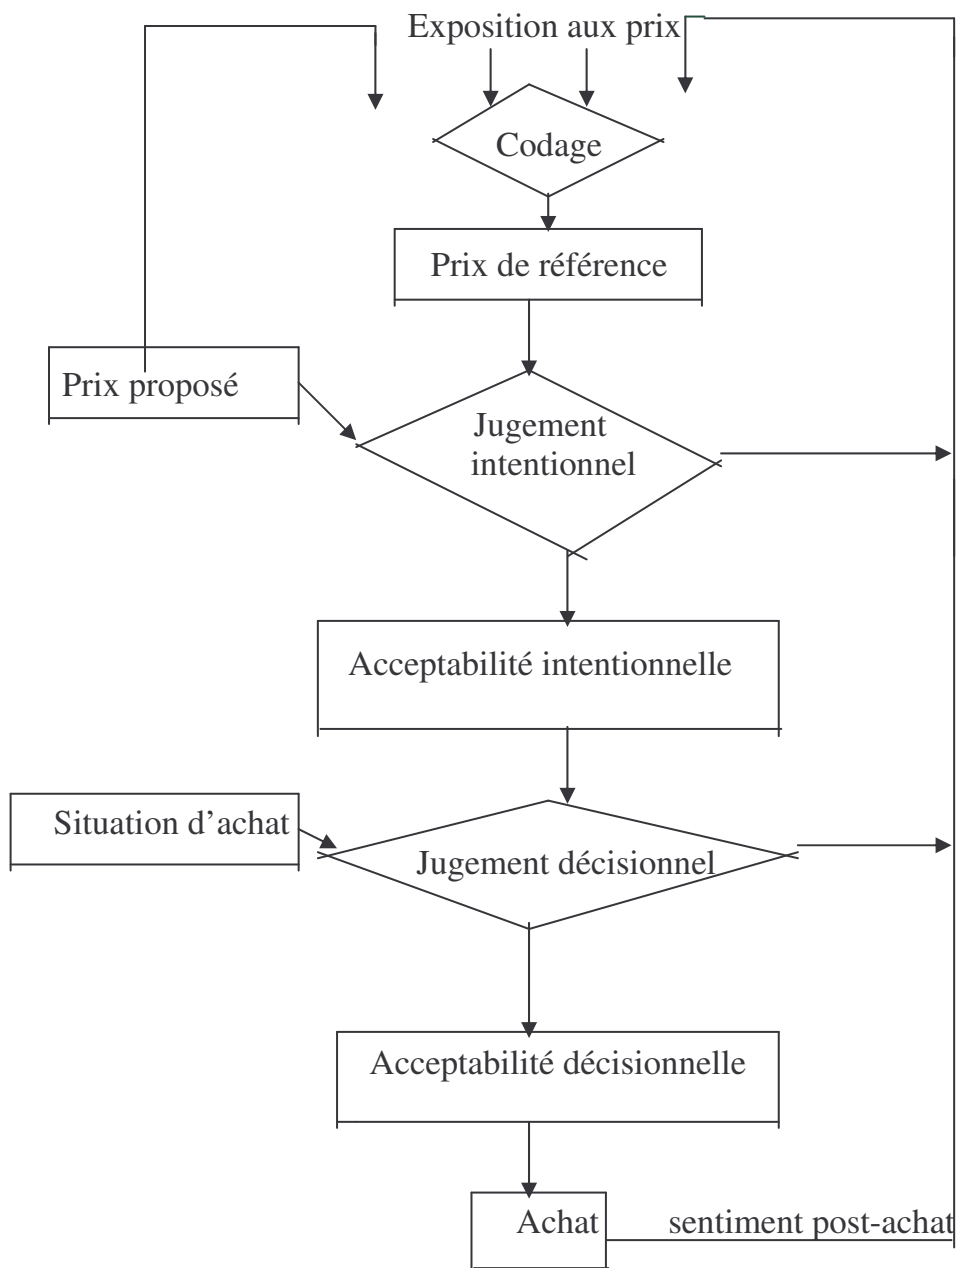 Exposition aux prix
Codage
Prix de référence
Prix proposé
Jugement
intentionnel
Acceptabilité intentionnelle
Situation d’achat
Jugement décisionnel
Acceptabilité décisionnelle
Achat
sentiment post-achat